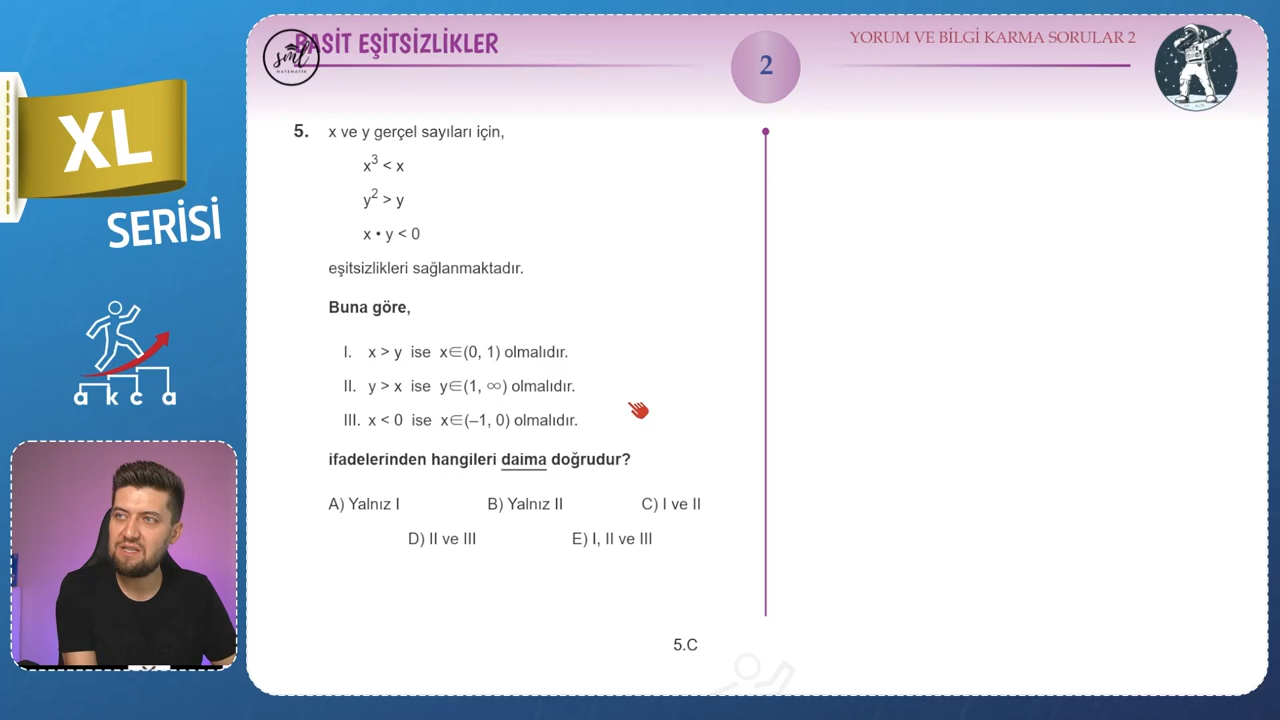 XL
SERİSİ
akca
sml
MATEMATİK
BASİT EŞİTSİZLİKLER
2
YORUM VE BİLGİ KARMA SORULAR 2
5. x ve y gerçel sayıları için,
x³ < x
y² > y
x • y < 0
eşitsizlikleri sağlanmaktadır.
Buna göre,
I. x > y ise x∈(0, 1) olmalıdır.
II. y > x ise y∈(1, ∞) olmalıdır.
III. x < 0 ise x∈(–1, 0) olmalıdır.
ifadelerinden hangileri daima doğrudur?
A) Yalnız I B) Yalnız II C) I ve II
D) II ve III E) I, II ve III
5.C